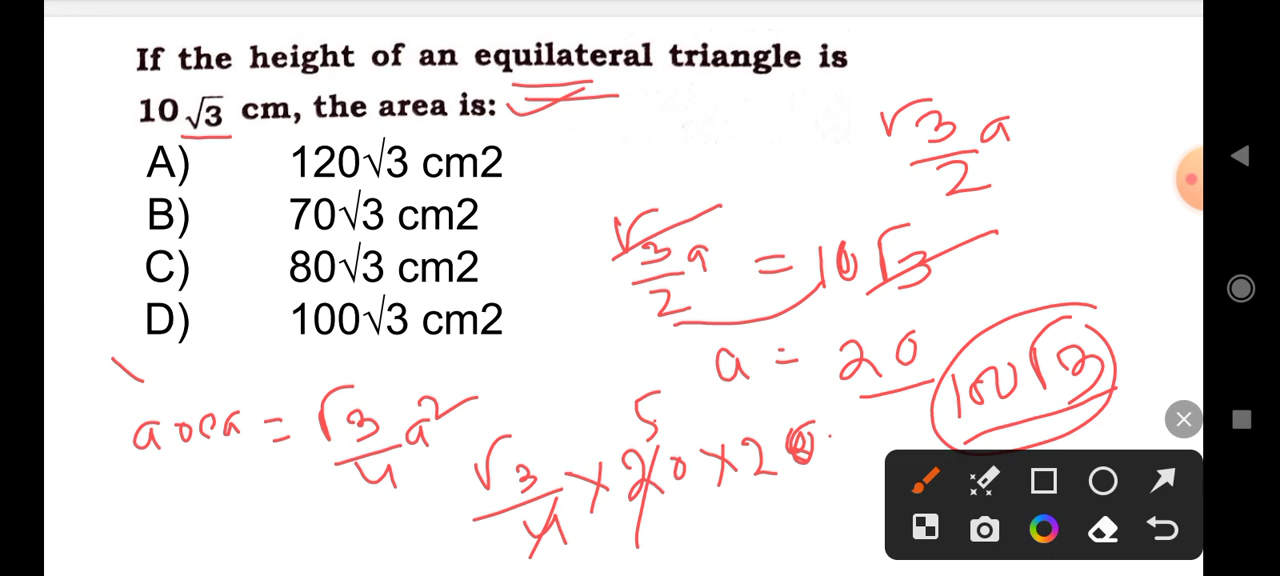 If the height of an equilateral triangle is
10 √3 cm, the area is:
A) 120√3 cm2
B) 70√3 cm2
C) 80√3 cm2
D) 100√3 cm2
√3/2 a
√3/2 a = 10√3
a = 20
100√3
area = √3/4 a²
5
√3/4 × 20 × 20